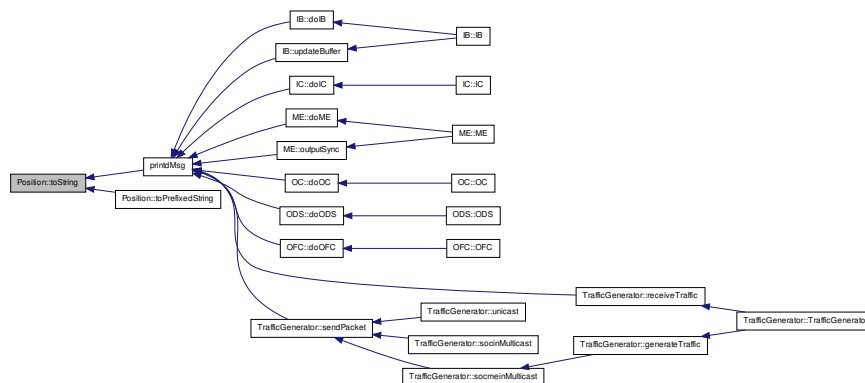 IB::doIB
IB::IB
IB::updateBuffer
IC::doIC
IC::IC
ME::doME
ME::ME
ME::outputSync
printdMsg
Position::toString
OC::doOC
OC::OC
Position::toPrefixedString
ODS::doODS
ODS::ODS
OFC::doOFC
OFC::OFC
TrafficGenerator::receiveTraffic
TrafficGenerator::unicast
TrafficGenerator::TrafficGenerator
TrafficGenerator::sendPacket
TrafficGenerator::socinMulticast
TrafficGenerator::generateTraffic
TrafficGenerator::socmeinMulticast